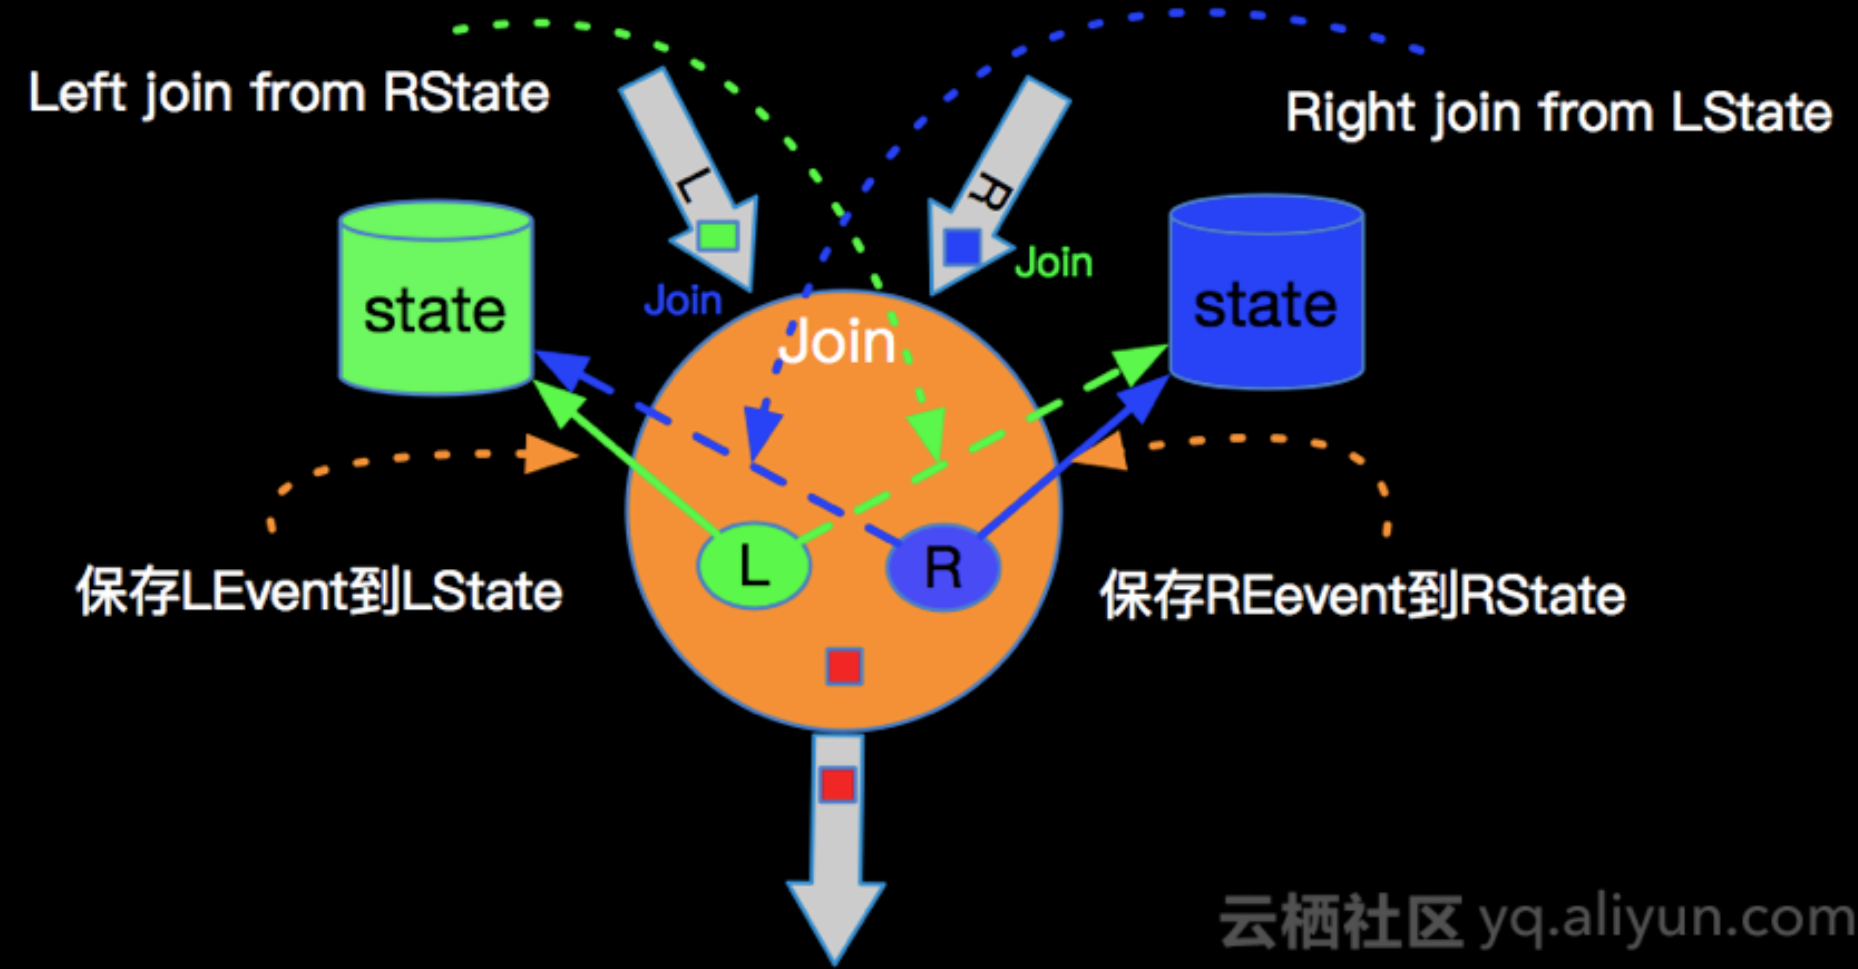 Left join from RState
Right join from LState
L
R
Join
Join
state
state
Join
L
R
保存LEvent到LState
保存REevent到RState
云栖社区 yq.aliyun.com